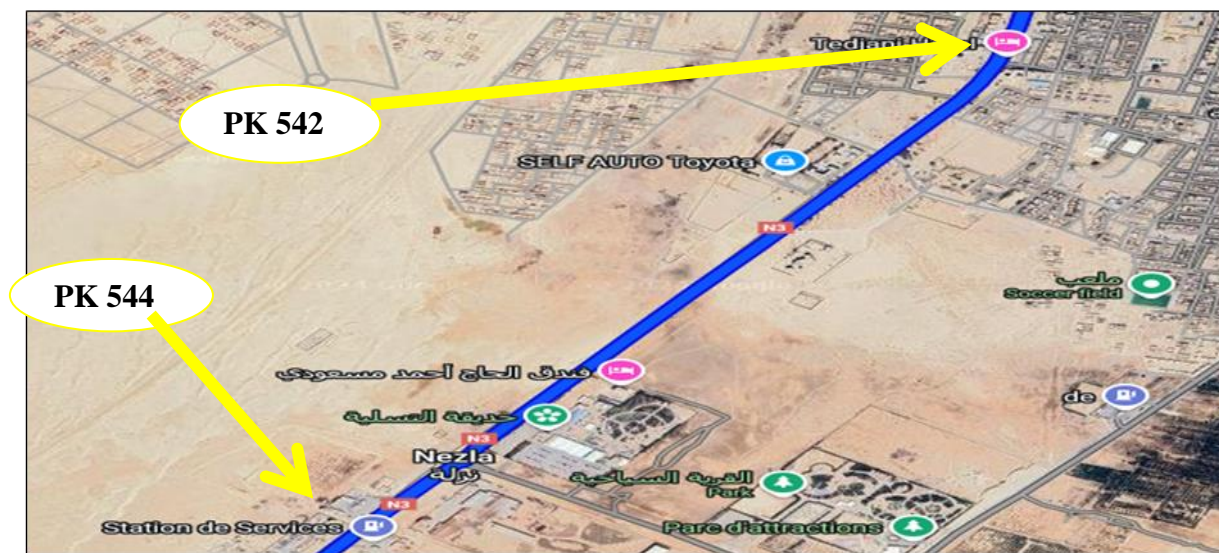 Tedjani
PK 542
SELF AUTO Toyota
N3
ملعب
Soccer field
PK 544
فندق الحاج أحمد مسعودي
de
حديقة التسلية
N3
Nezla
نزلة
القرية السياحية
Park
N3
Station de Services
Parc d'attractions